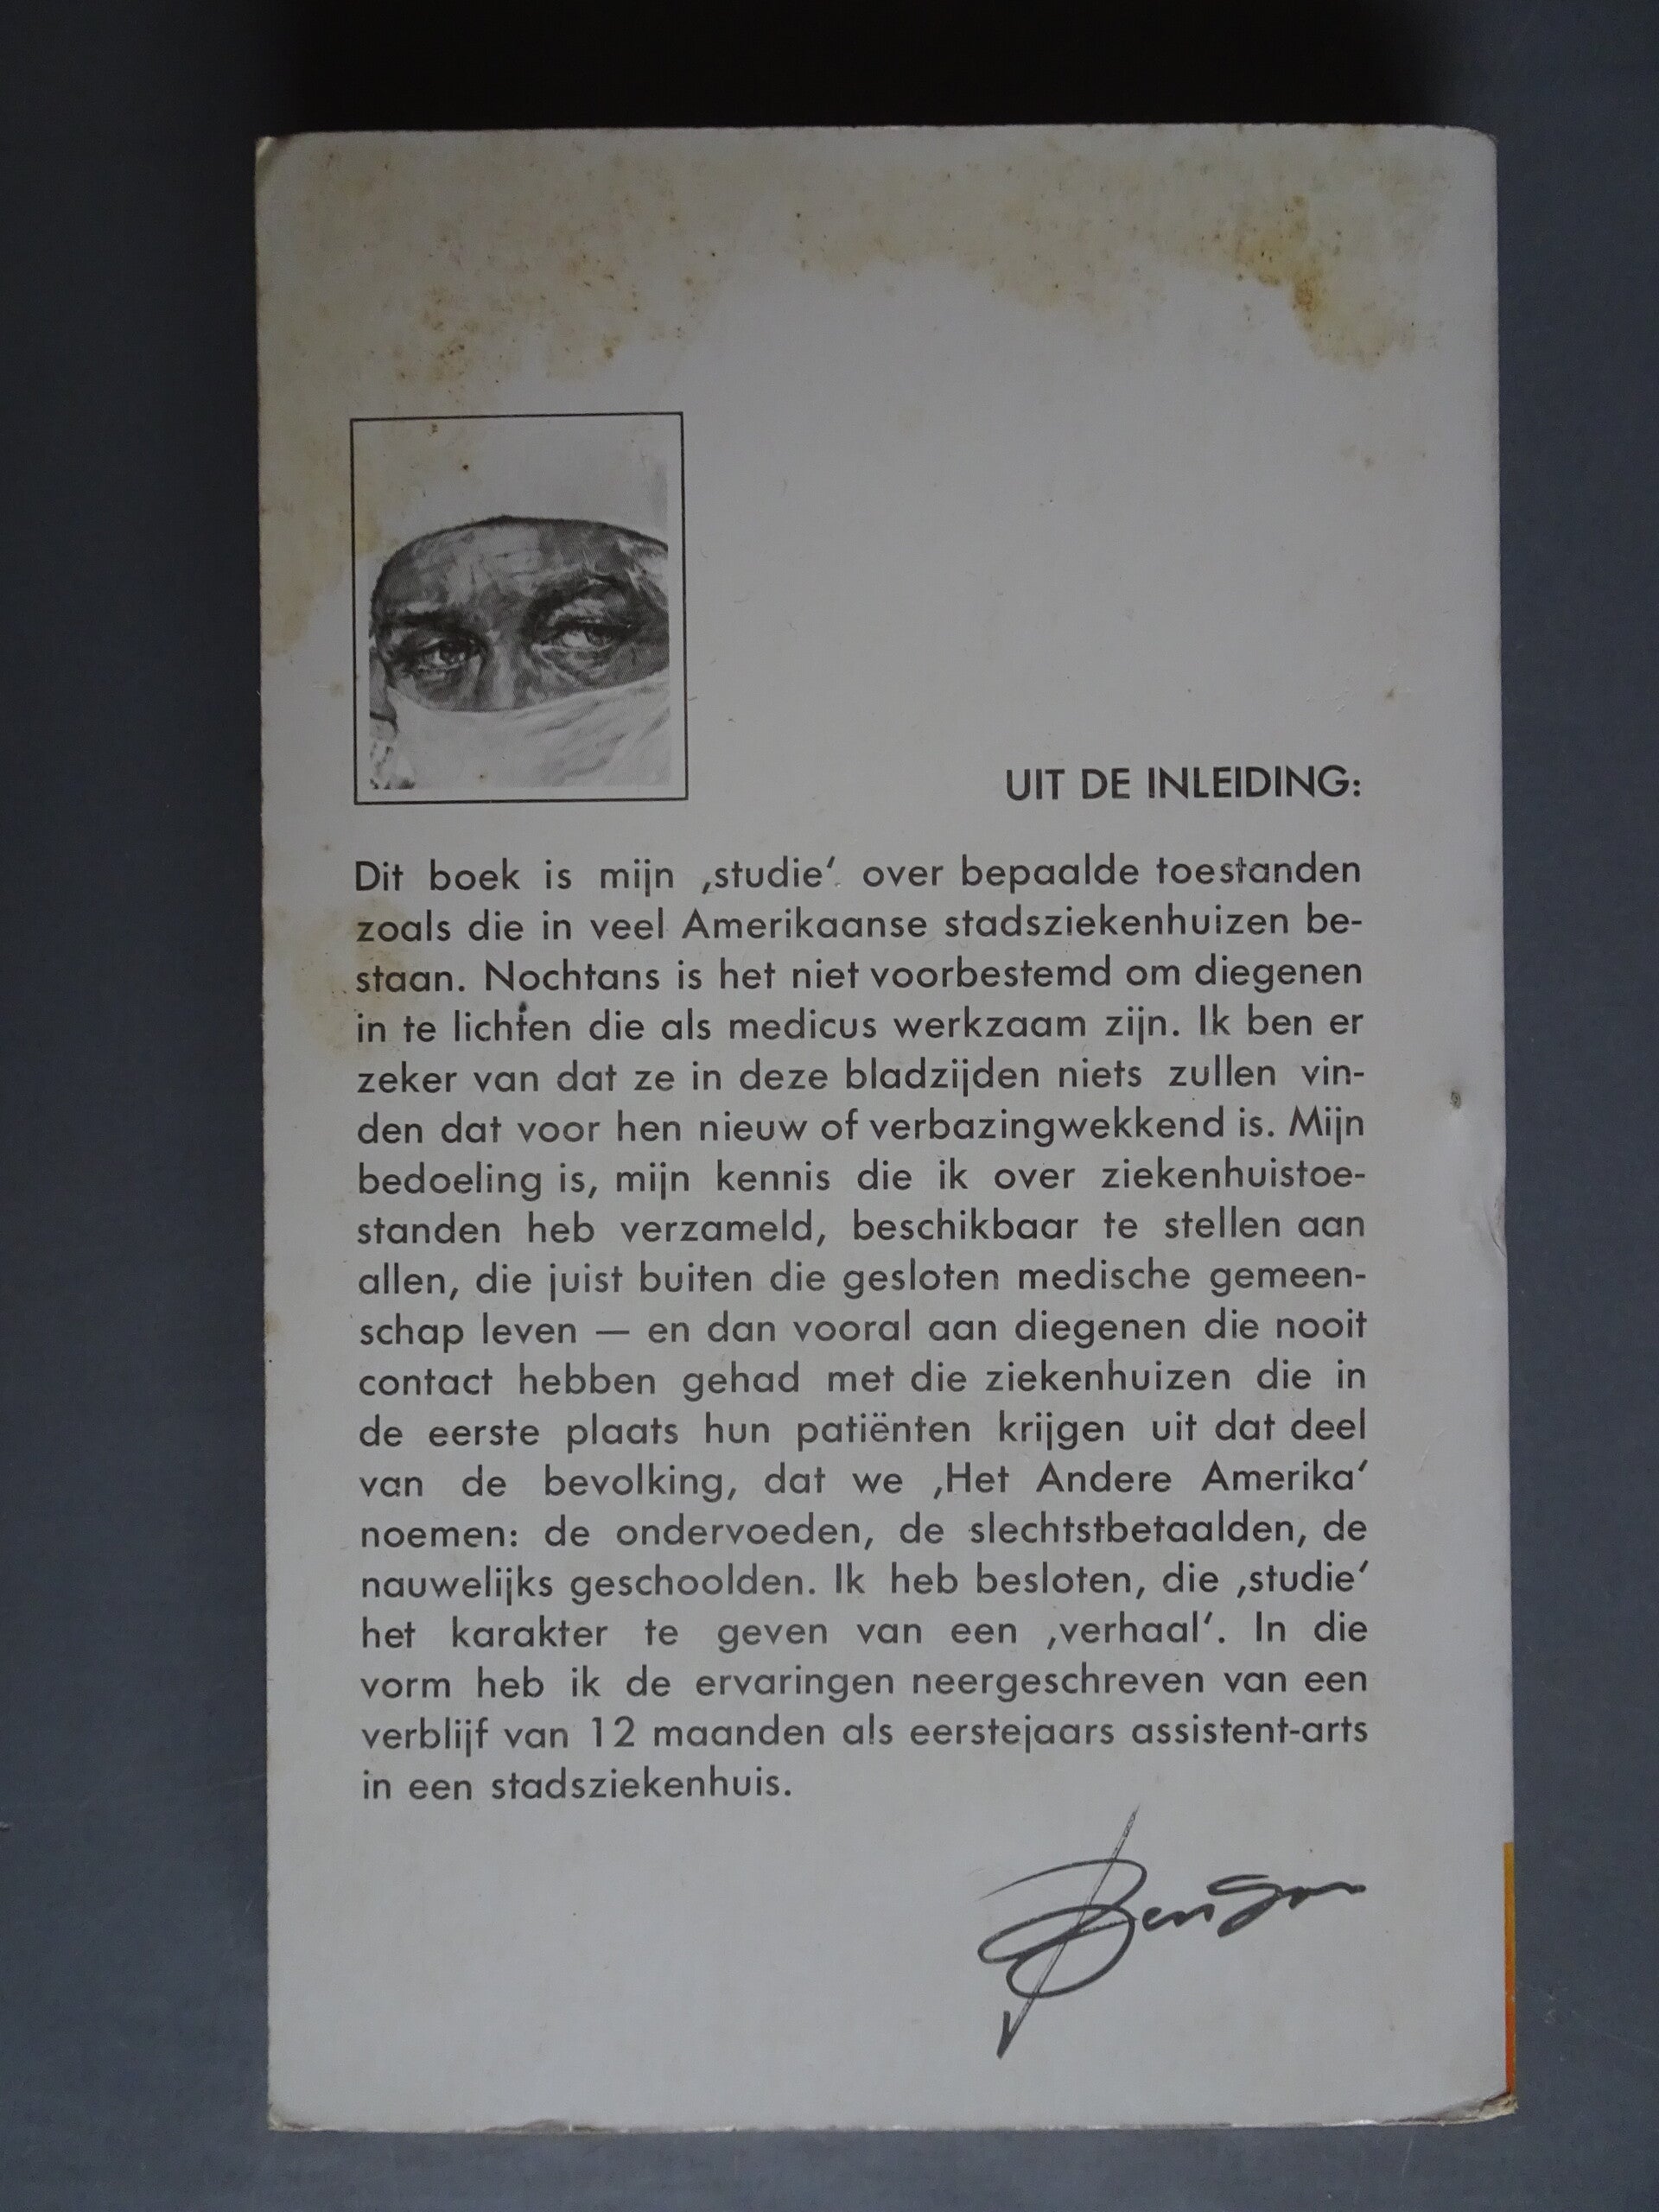 UIT DE INLEIDING:
Dit boek is mijn ‚studie‘ over bepaalde toestanden
zoals die in veel Amerikaanse stadsziekenhuizen be-
staan. Nochtans is het niet voorbestemd om diegenen
in te lichten die als medicus werkzaam zijn. Ik ben er
zeker van dat ze in deze bladzijden niets zullen vin-
den dat voor hen nieuw of verbazingwekkend is. Mijn
bedoeling is, mijn kennis die ik over ziekenhuistoe-
standen heb verzameld, beschikbaar te stellen aan
allen, die juist buiten die gesloten medische gemeen-
schap leven — en dan vooral aan diegenen die nooit
contact hebben gehad met die ziekenhuizen die in
de eerste plaats hun patiënten krijgen uit dat deel
van de bevolking, dat we ‚Het Andere Amerika‘
noemen: de ondervoeden, de slechtstbetaalden, de
nauwelijks geschoolden. Ik heb besloten, die ‚studie‘
het karakter te geven van een ‚verhaal‘. In die
vorm heb ik de ervaringen neergeschreven van een
verblijf van 12 maanden als eerstejaars assistent-arts
in een stadsziekenhuis.